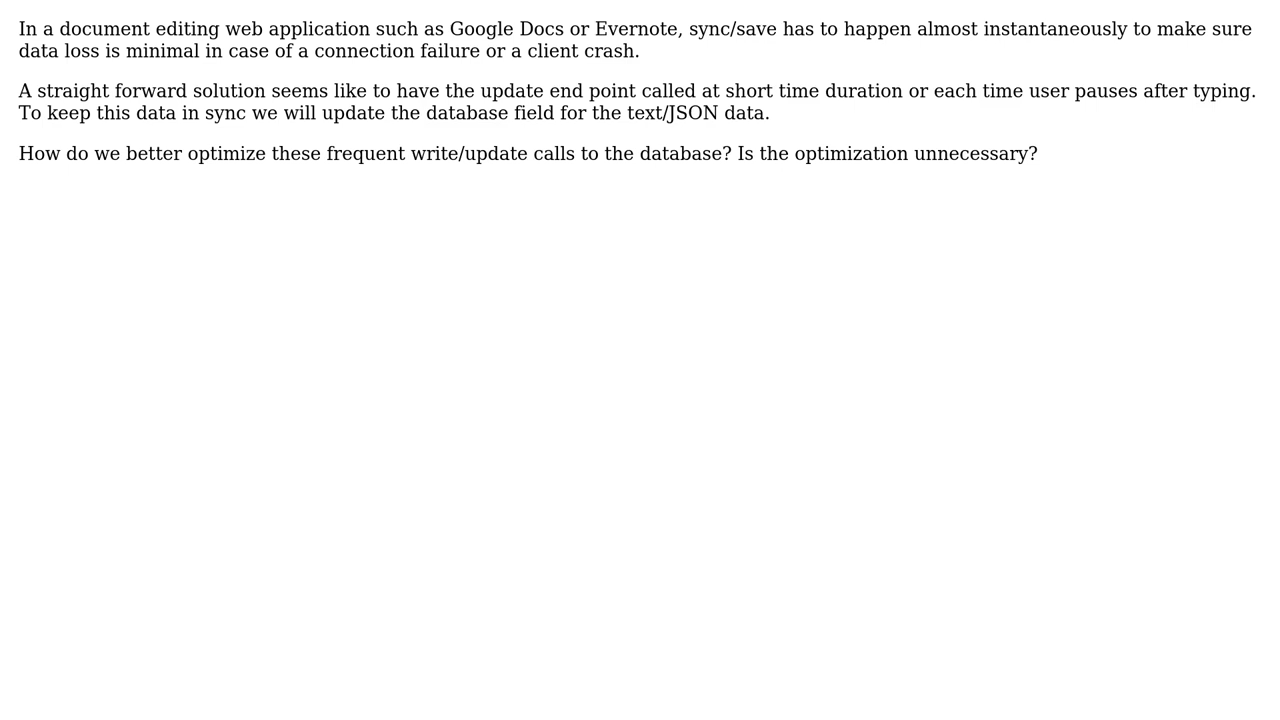 In a document editing web application such as Google Docs or Evernote, sync/save has to happen almost instantaneously to make sure
data loss is minimal in case of a connection failure or a client crash.
A straight forward solution seems like to have the update end point called at short time duration or each time user pauses after typing.
To keep this data in sync we will update the database field for the text/JSON data.
How do we better optimize these frequent write/update calls to the database? Is the optimization unnecessary?